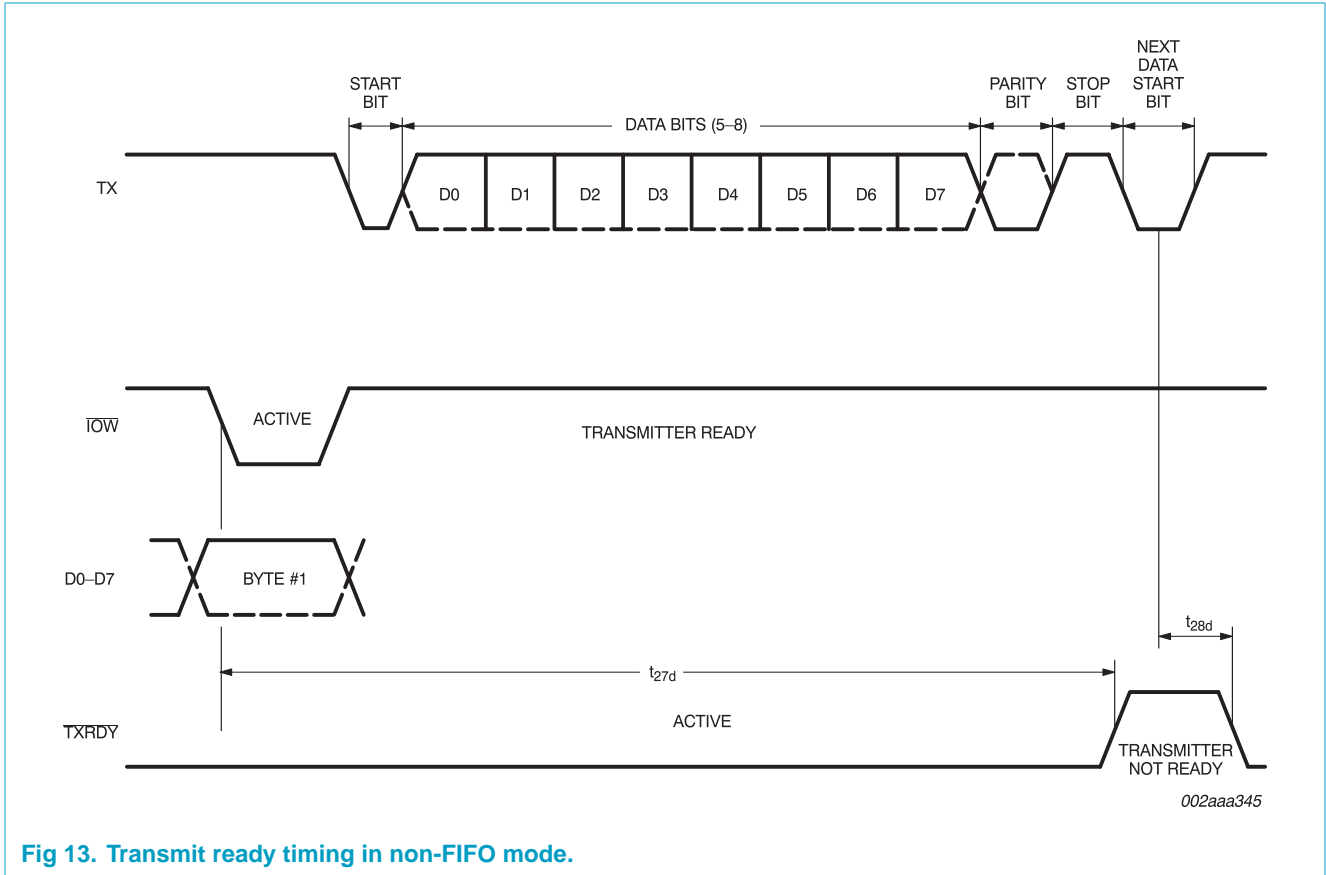 NEXT
DATA
START
BIT
START
BIT
PARITY
BIT
STOP
BIT
DATA BITS (5–8)
TX
D0
D1
D2
D3
D4
D5
D6
D7
IOW
ACTIVE
TRANSMITTER READY
D0–D7
BYTE #1
t28d
t27d
TXRDY
ACTIVE
TRANSMITTER
NOT READY
002aaa345
Fig 13. Transmit ready timing in non-FIFO mode.